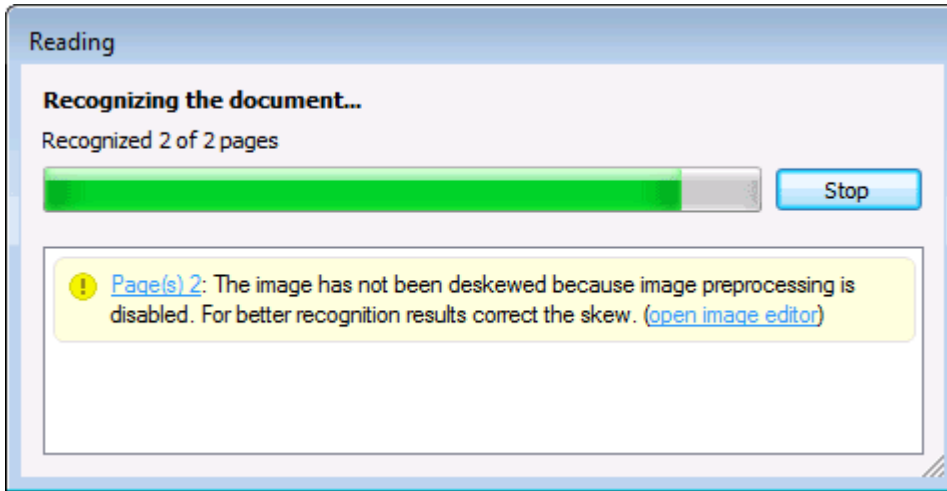 Reading
Recognizing the document...
Recognized 2 of 2 pages
Stop
Page(s) 2: The image has not been deskewed because image preprocessing is
disabled. For better recognition results correct the skew. (open image editor)